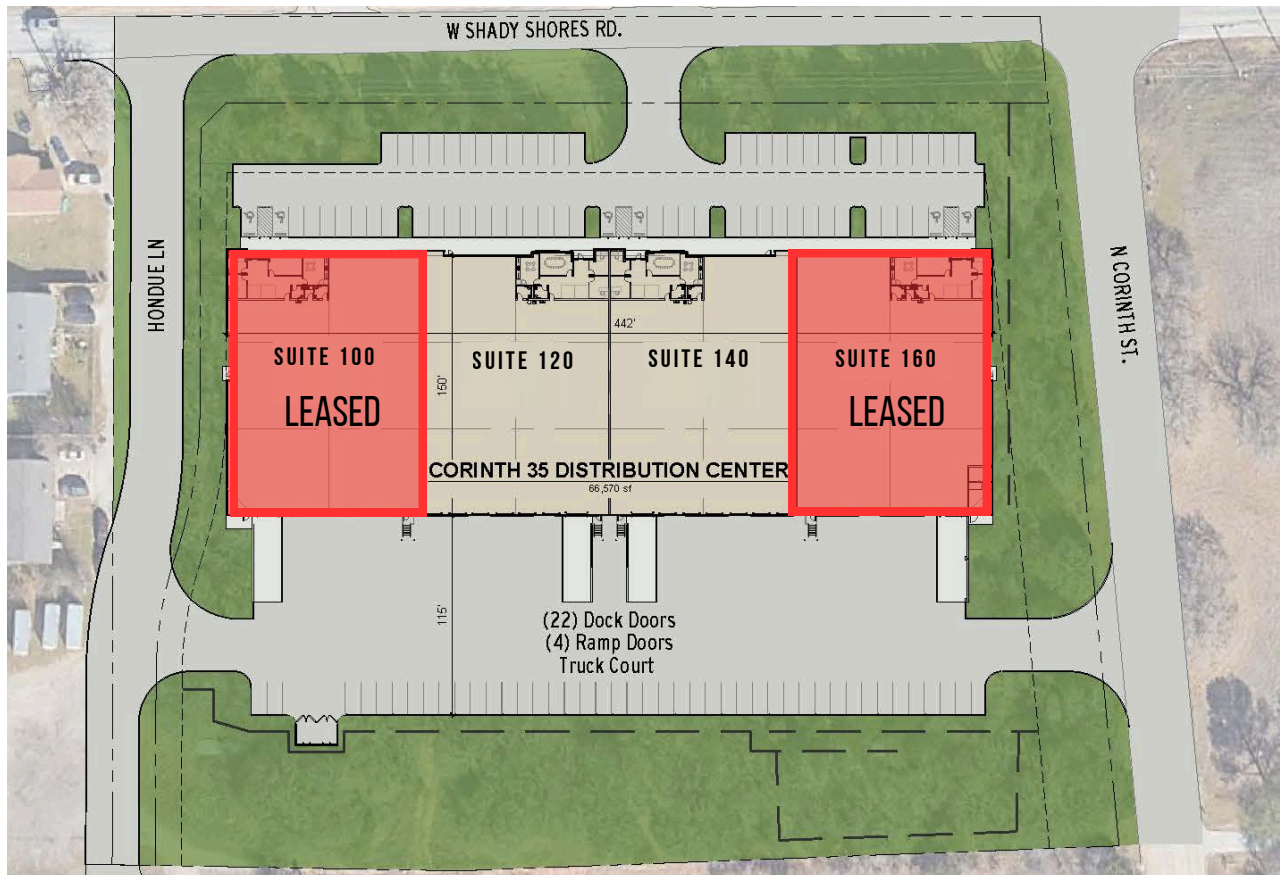 W SHADY SHORES RD.
HONDUE LN
N CORINTH ST.
442'
150'
SUITE 100
LEASED
SUITE 120
SUITE 140
SUITE 160
LEASED
CORINTH 35 DISTRIBUTION CENTER
66,570 sf
115'
(22) Dock Doors
(4) Ramp Doors
Truck Court